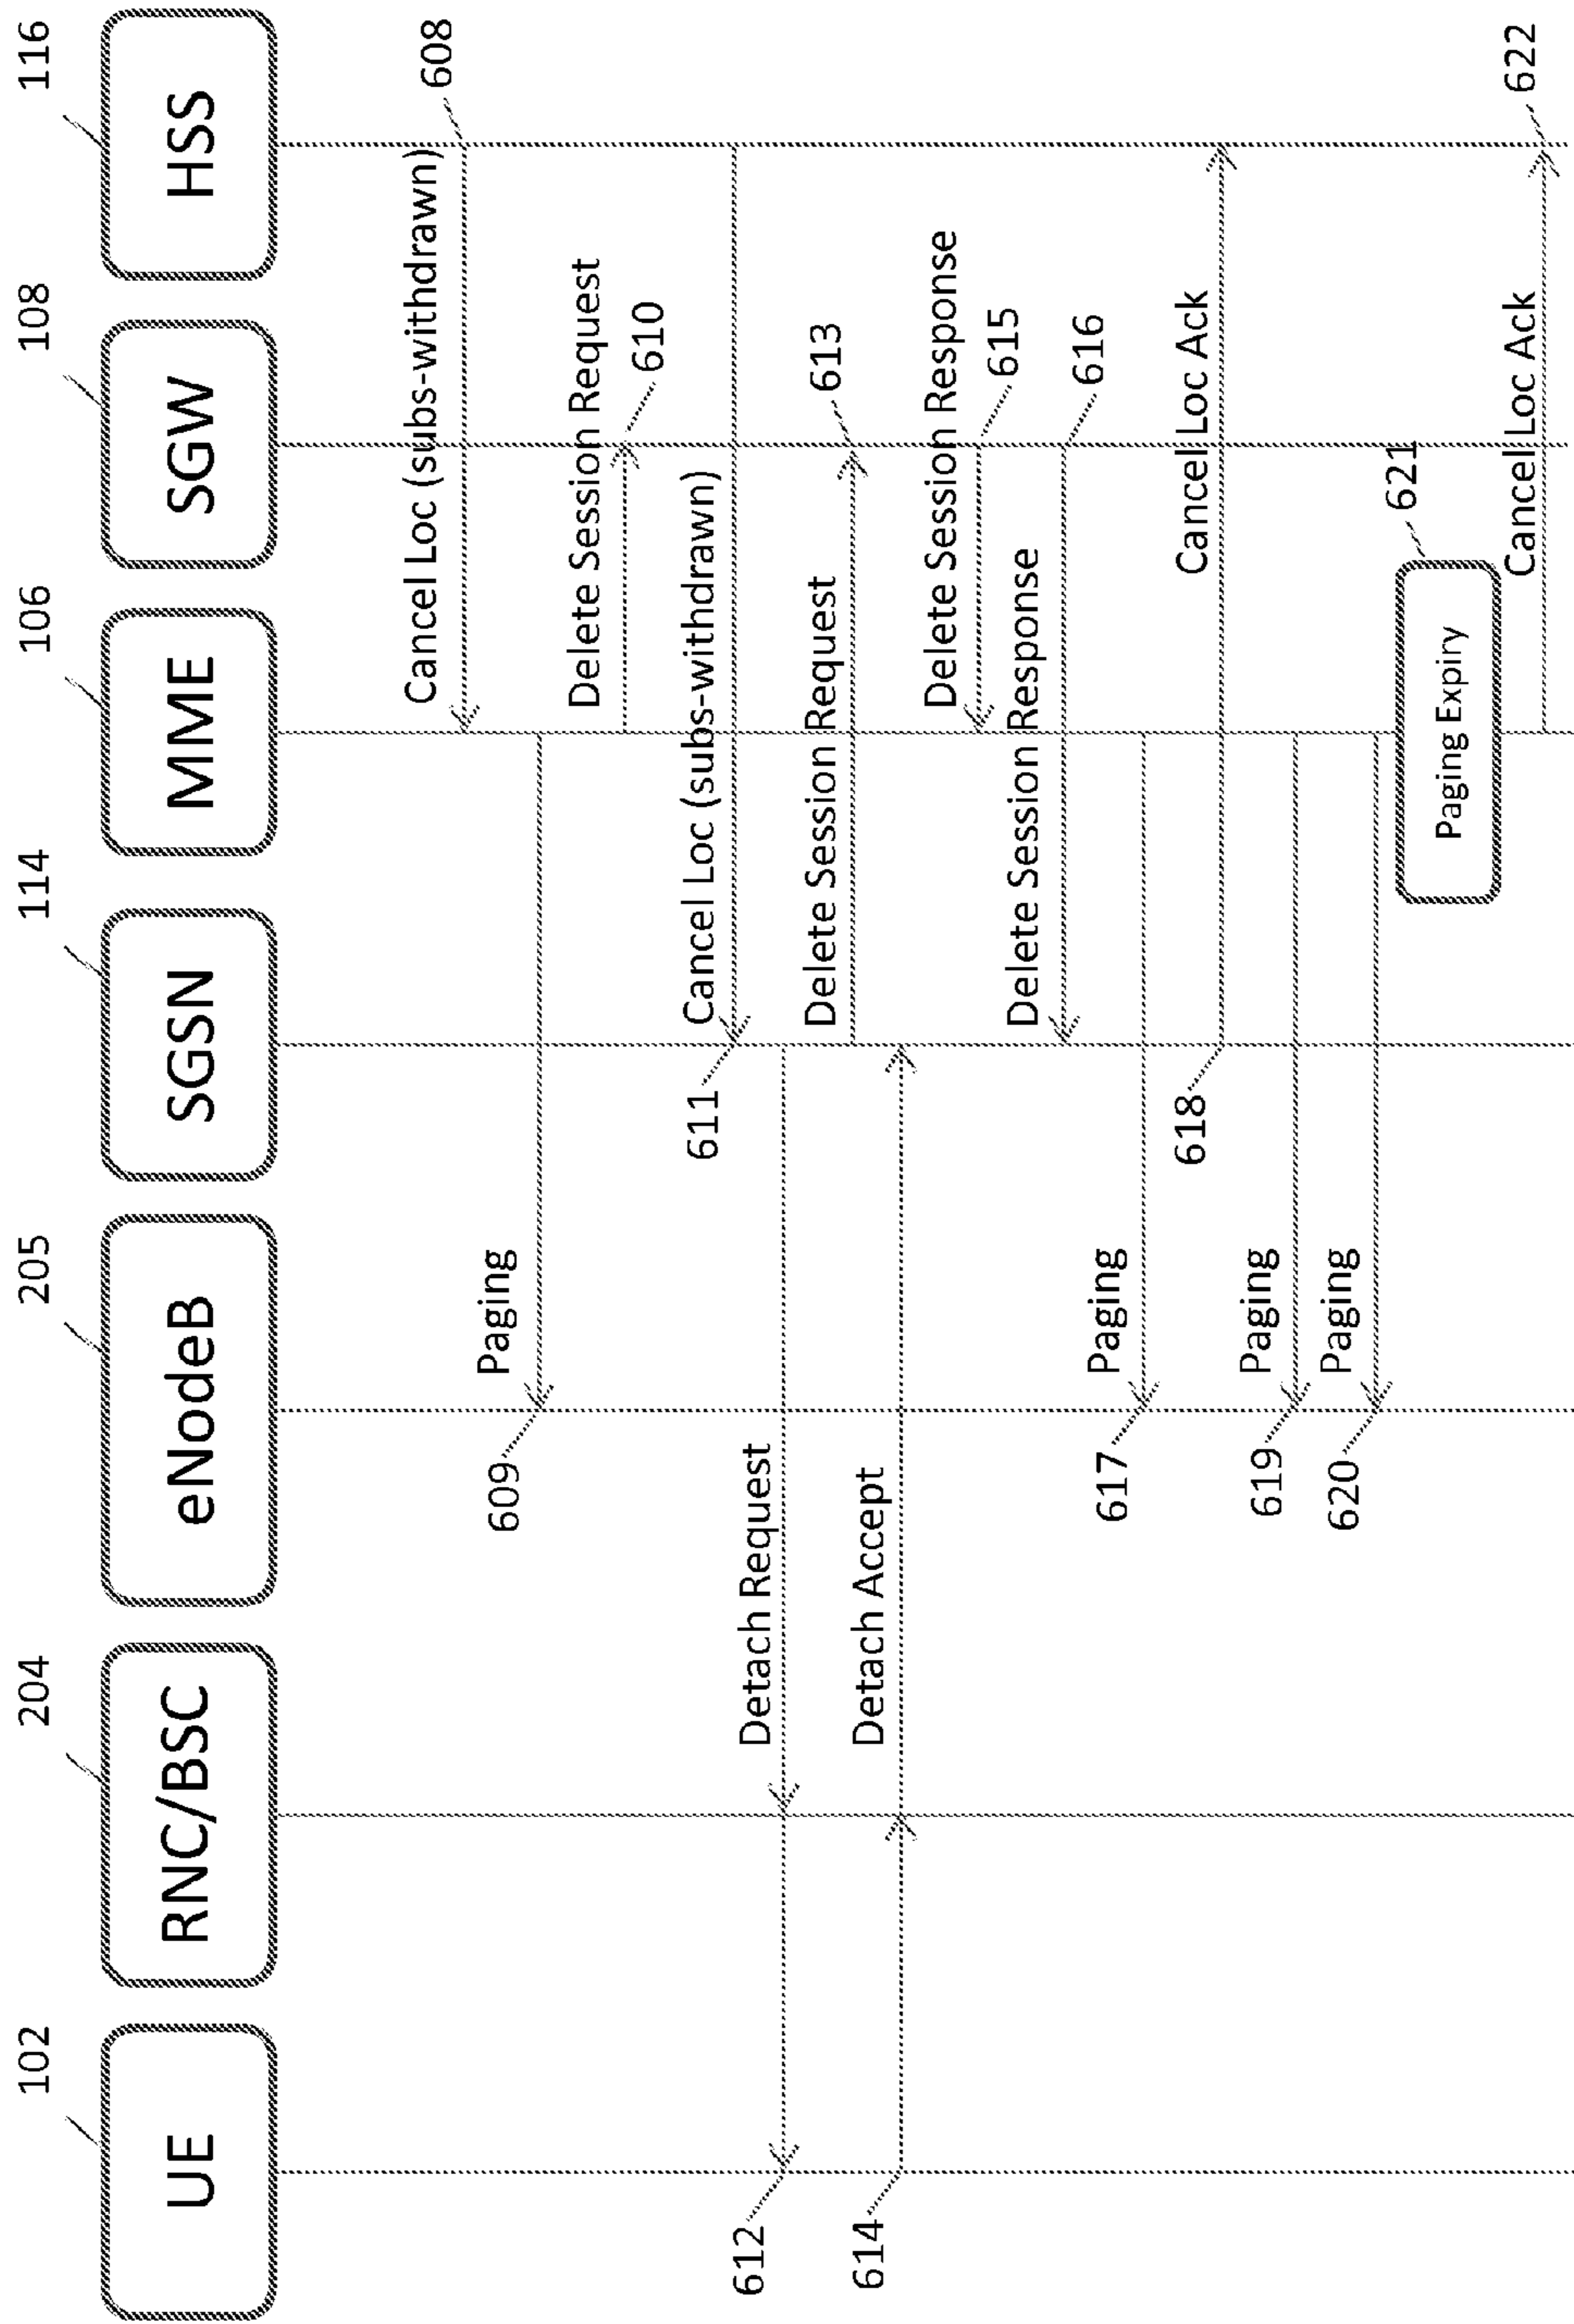 102
204
205
114
106
108
116
UE
RNC/BSC
eNodeB
SGSN
MME
SGW
HSS
Cancel Loc (subs-withdrawn)
608
Paging
609
Delete Session Request
610
Cancel Loc (subs-withdrawn)
611
Detach Request
612
Delete Session Request
613
Detach Accept
614
Delete Session Response
615
Delete Session Response
616
Paging
617
Cancel Loc Ack
618
Paging
619
Paging
620
Paging Expiry
621
Cancel Loc Ack
622